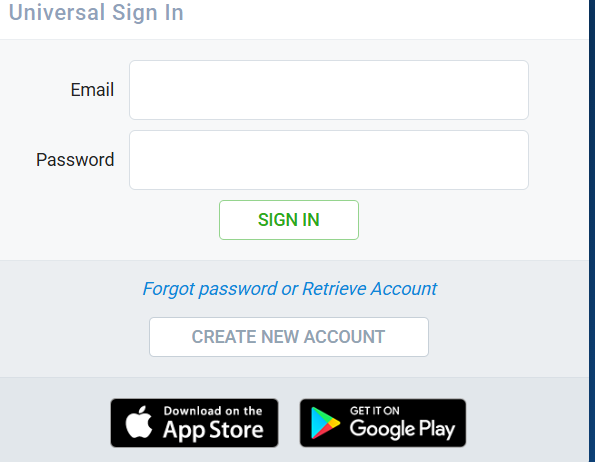 Universal Sign In
Email
Password
SIGN IN
Forgot password or Retrieve Account
CREATE NEW ACCOUNT
Download on the
App Store
GET IT ON
Google Play